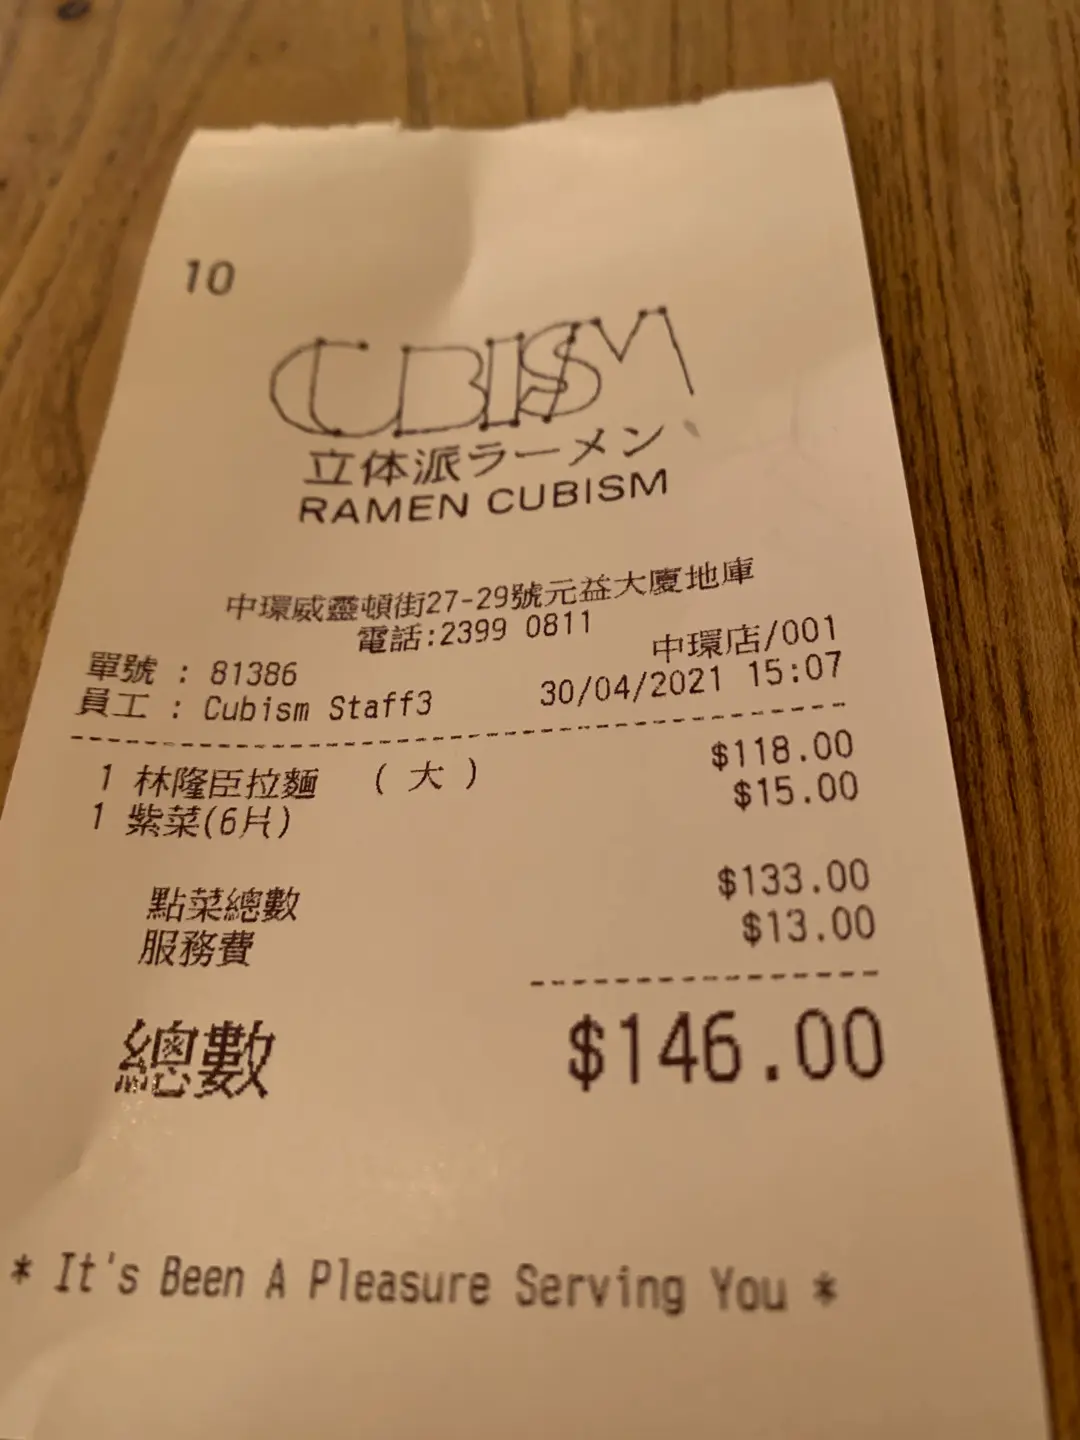 10
CUBISM
立体派ラーメン
RAMEN CUBISM
中環威靈頓街27-29號元益大廈地庫
電話:2399 0811
中環店/001
單號 : 81386
員工 : Cubism Staff3 30/04/2021 15:07
1 林隆臣拉麵 ( 大 ) $118.00
1 紫菜(6片) $15.00
點菜總數 $133.00
服務費 $13.00
總數 $146.00
* It's Been A Pleasure Serving You *